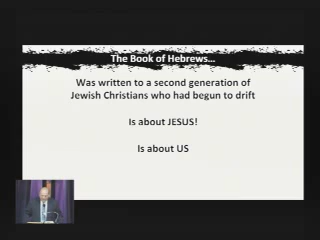 The Book of Hebrews...
Was written to a second generation of
Jewish Christians who had begun to drift
Is about JESUS!
Is about US